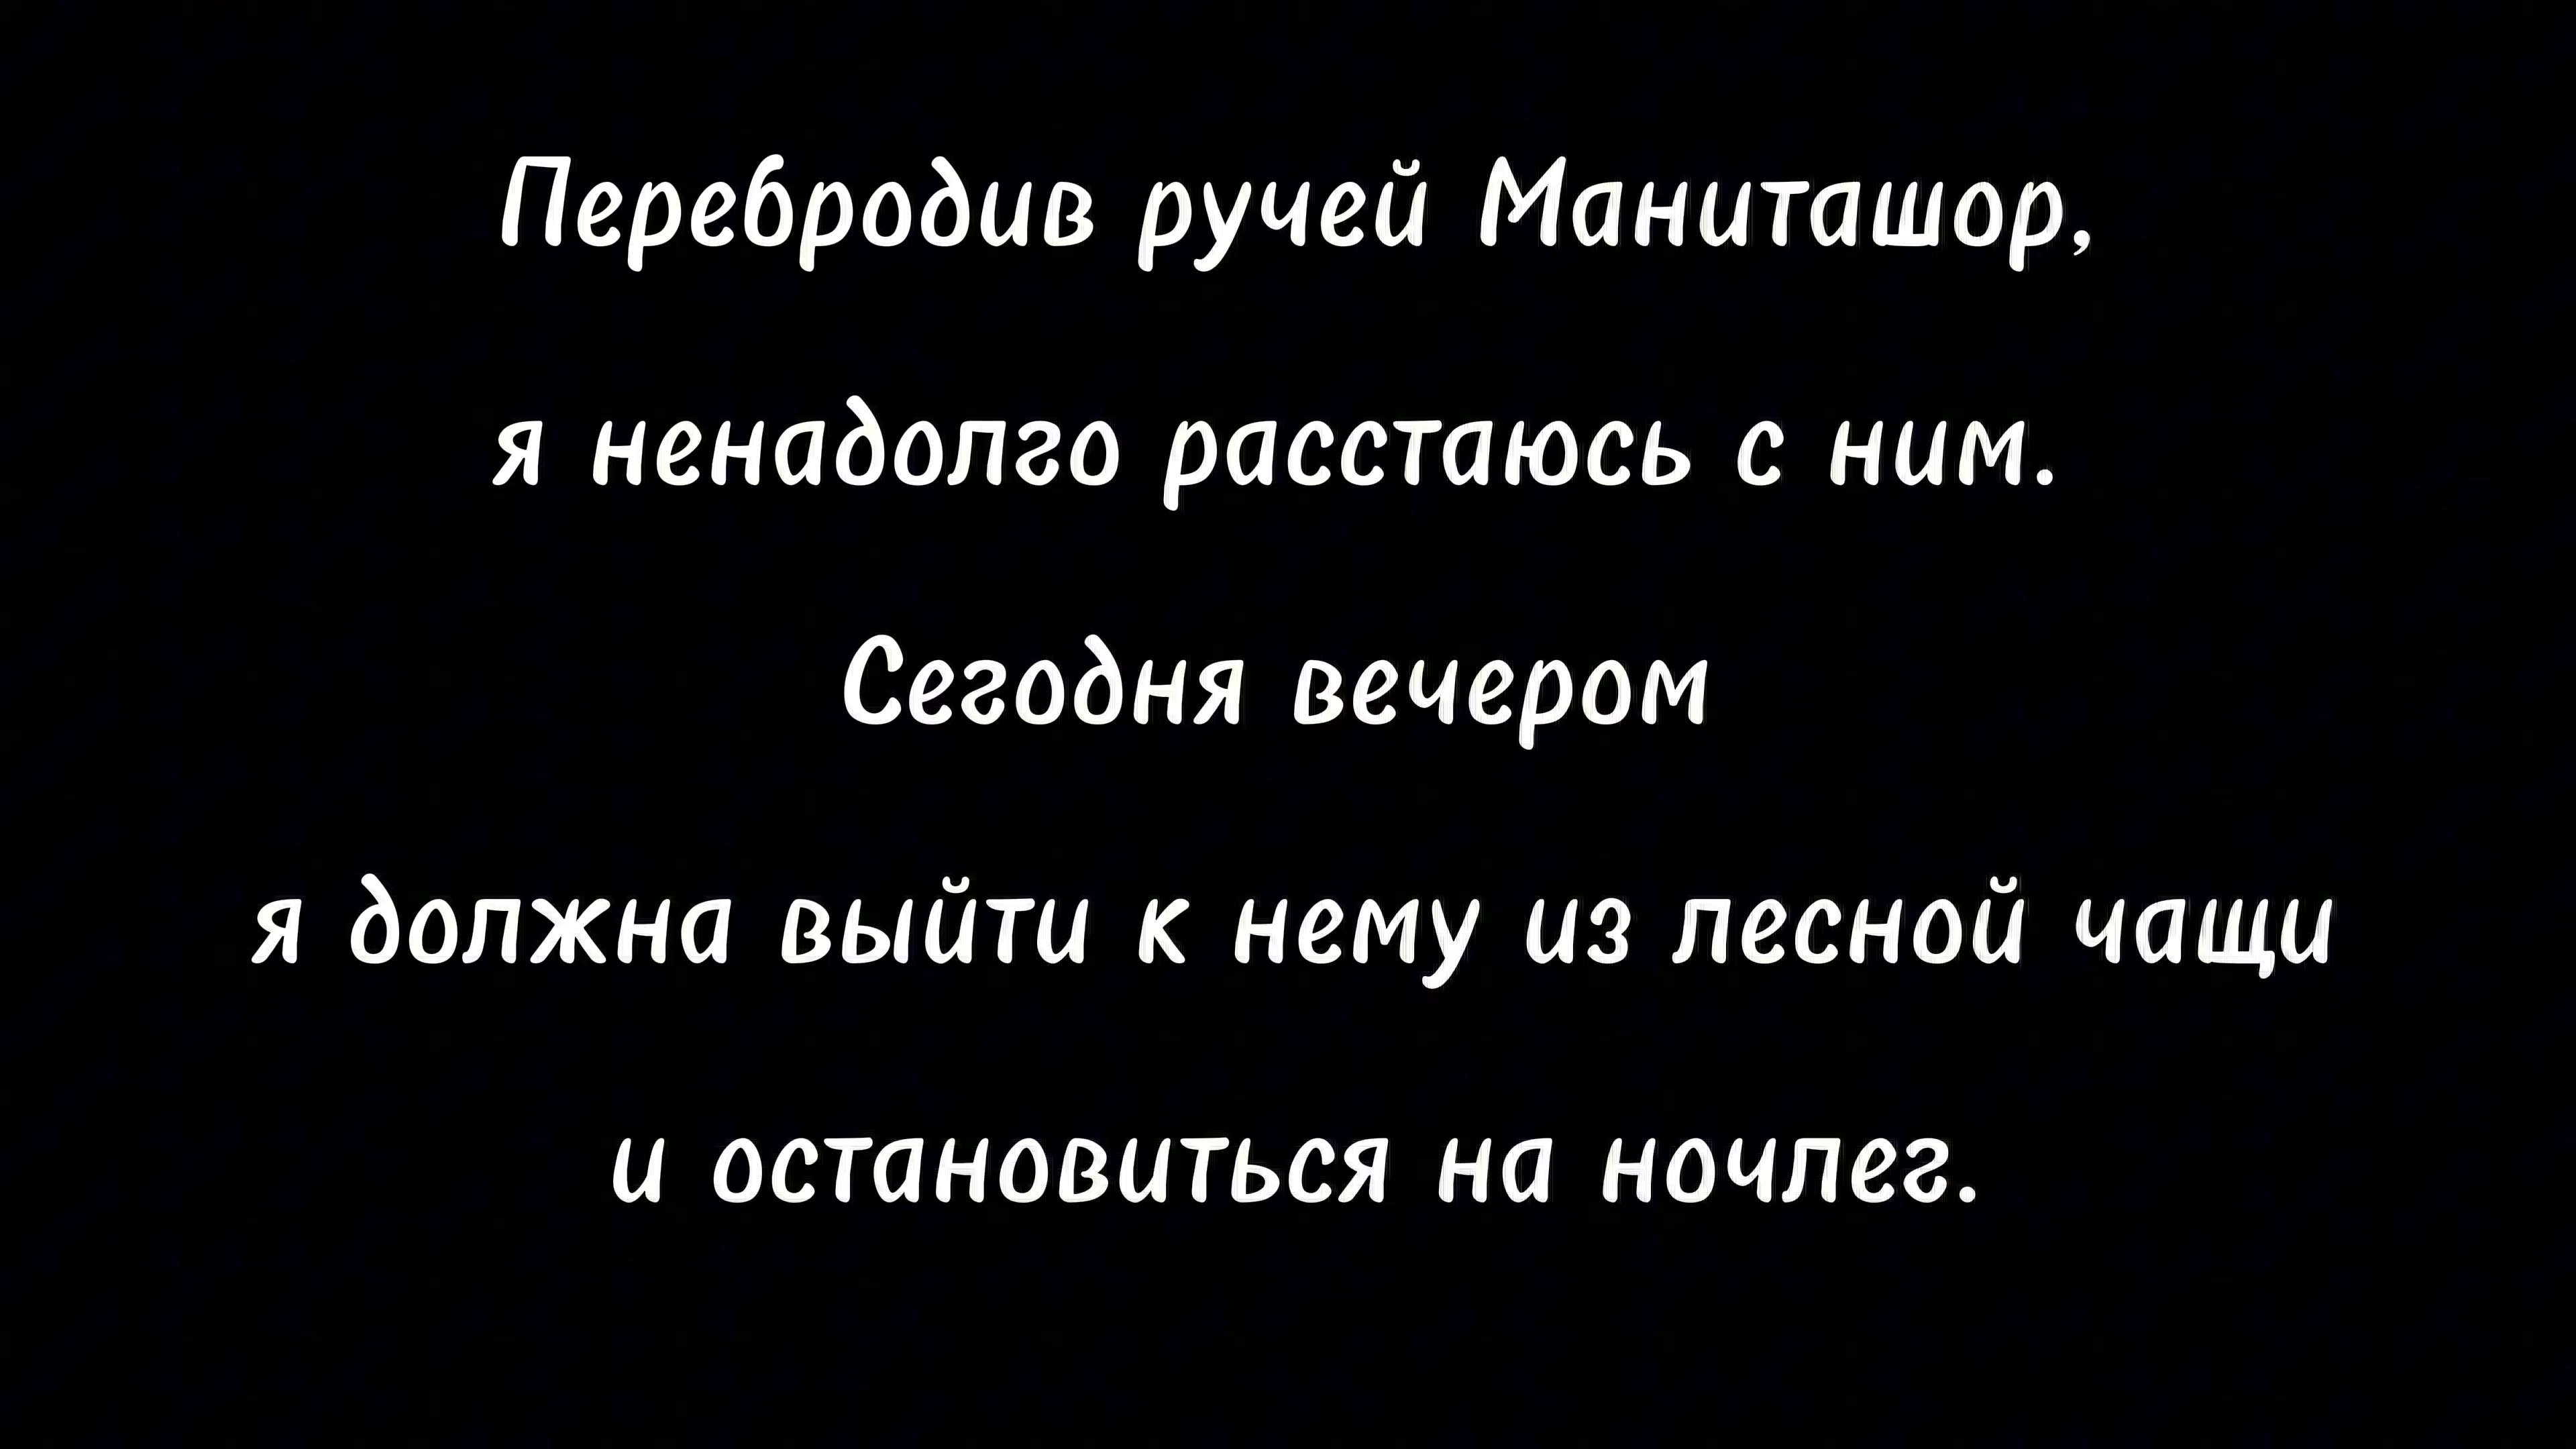 Перебродив ручей Маниташор,
я ненадолго расстаюсь с ним.
Сегодня вечером
я должна выйти к нему из лесной чащи
и остановиться на ночлег.